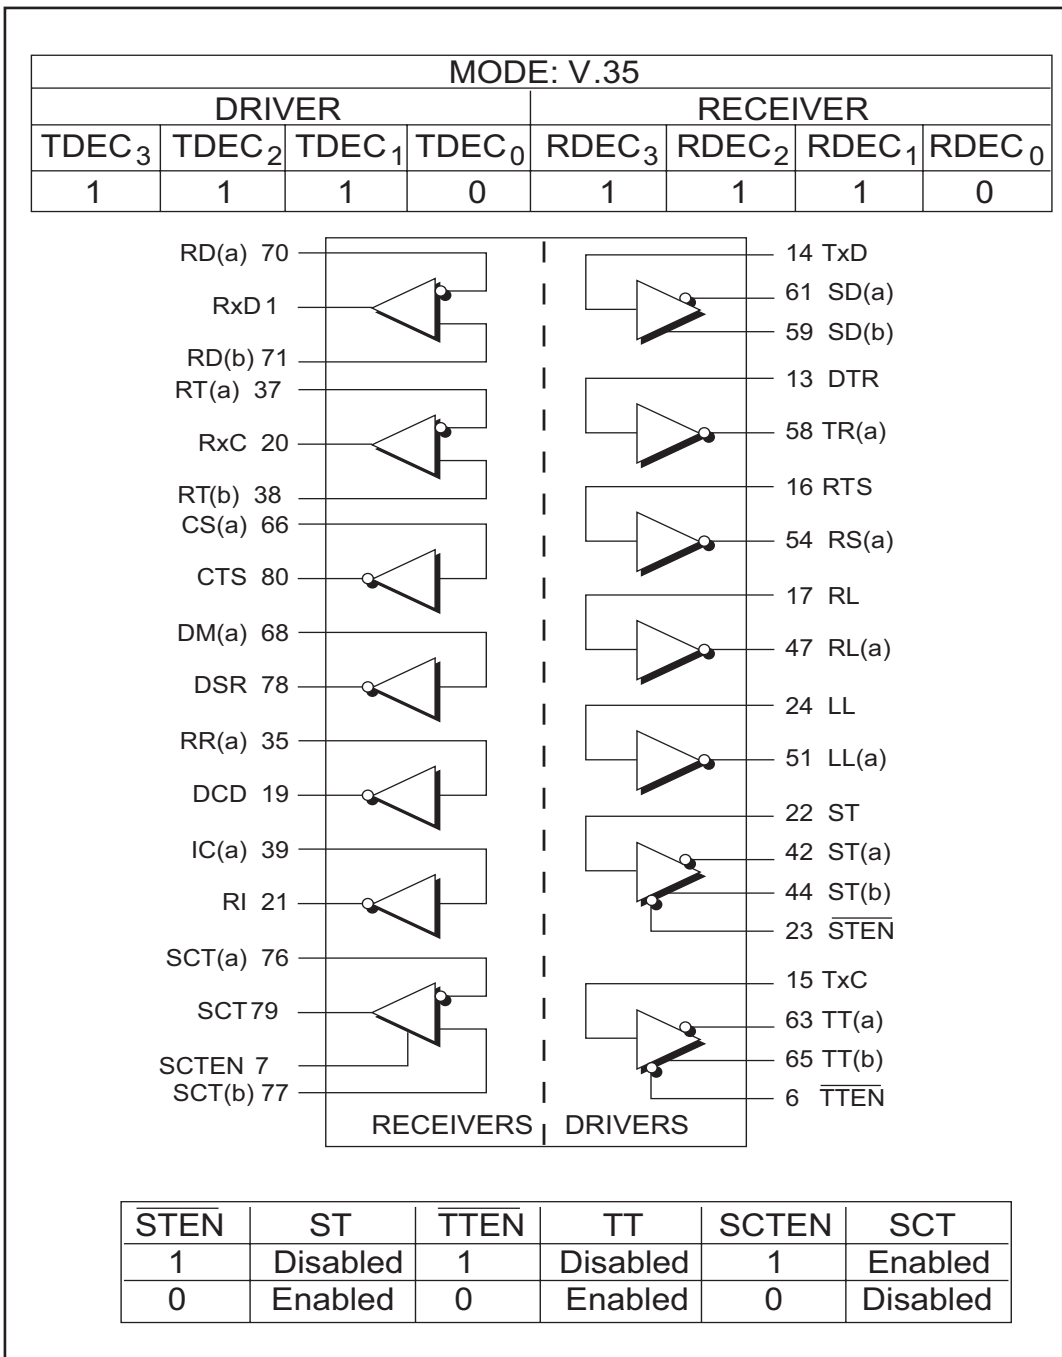 MODE: V.35
DRIVER RECEIVER
TDEC3 TDEC2 TDEC1 TDEC0 RDEC3 RDEC2 RDEC1 RDEC0
1 1 1 0 1 1 1 0
RD(a) 70
RxD 1
RD(b) 71
RT(a) 37
RxC 20
RT(b) 38
CS(a) 66
CTS 80
DM(a) 68
DSR 78
RR(a) 35
DCD 19
IC(a) 39
RI 21
SCT(a) 76
SCT 79
SCTEN 7
SCT(b) 77
14 TxD
61 SD(a)
59 SD(b)
13 DTR
58 TR(a)
16 RTS
54 RS(a)
17 RL
47 RL(a)
24 LL
51 LL(a)
22 ST
42 ST(a)
44 ST(b)
23 S̅T̅E̅N̅
15 TxC
63 TT(a)
65 TT(b)
6 T̅T̅E̅N̅
RECEIVERS DRIVERS
S̅T̅E̅N̅ ST T̅T̅E̅N̅ TT SCTEN SCT
1 Disabled 1 Disabled 1 Enabled
0 Enabled 0 Enabled 0 Disabled